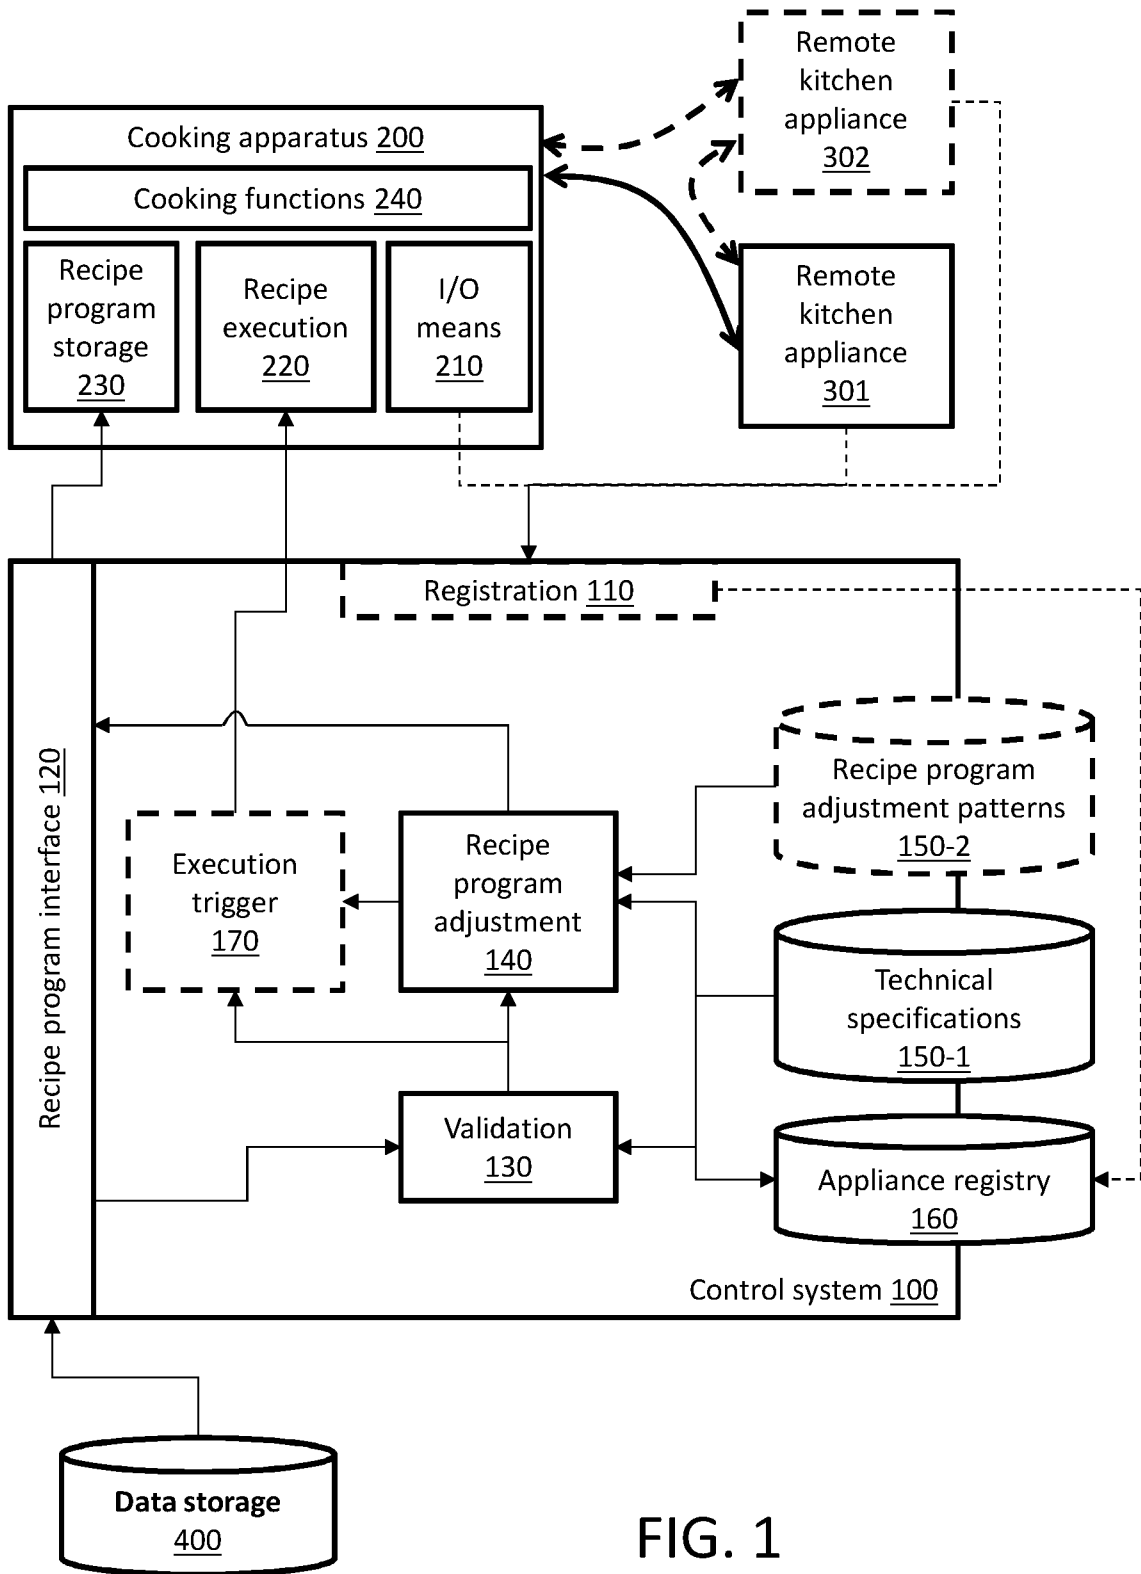 Remote
kitchen
appliance
302
Cooking apparatus 200
Cooking functions 240
Recipe
program
storage
230
Recipe
execution
220
I/O
means
210
Remote
kitchen
appliance
301
Registration 110
Recipe program interface 120
Recipe program
adjustment patterns
150-2
Execution
trigger
170
Recipe
program
adjustment
140
Technical
specifications
150-1
Validation
130
Appliance registry
160
Control system 100
Data storage
400
FIG. 1